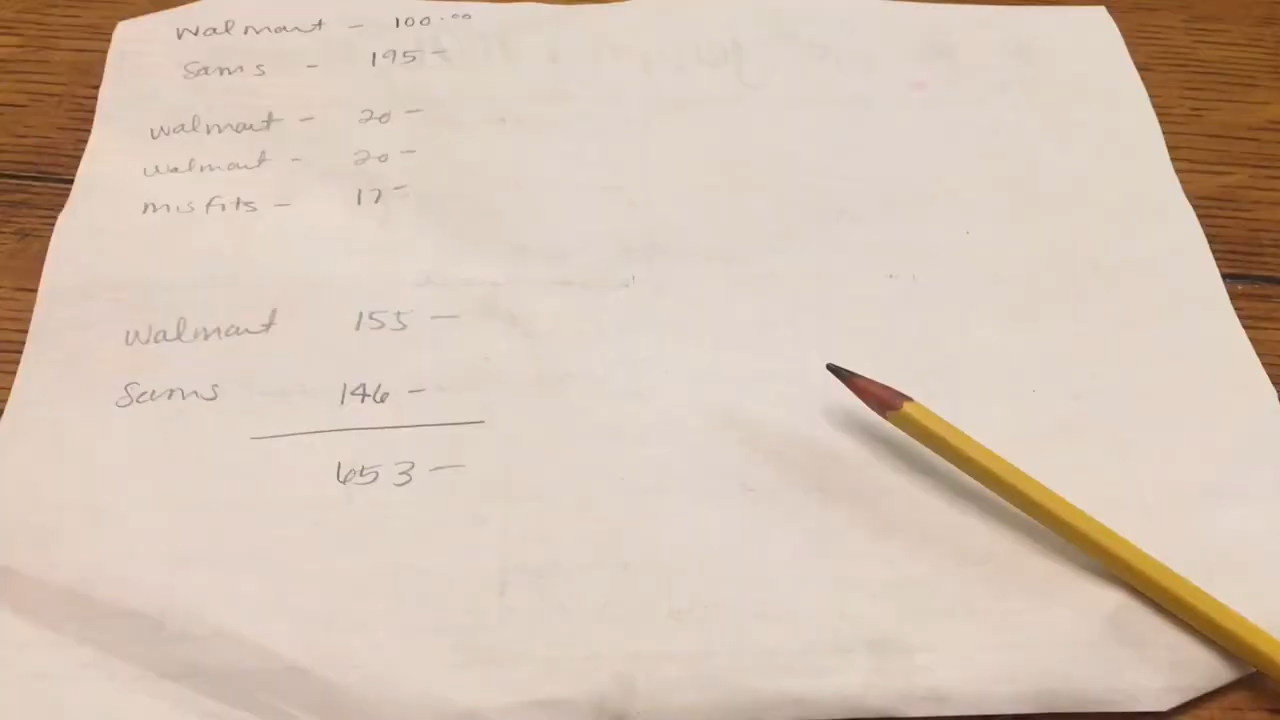 Walmart - 100.00
Sams - 195 -
Walmart - 20 -
Walmart - 20 -
misfits - 17 -
Walmart 155 -
Sams 146 -
653 -